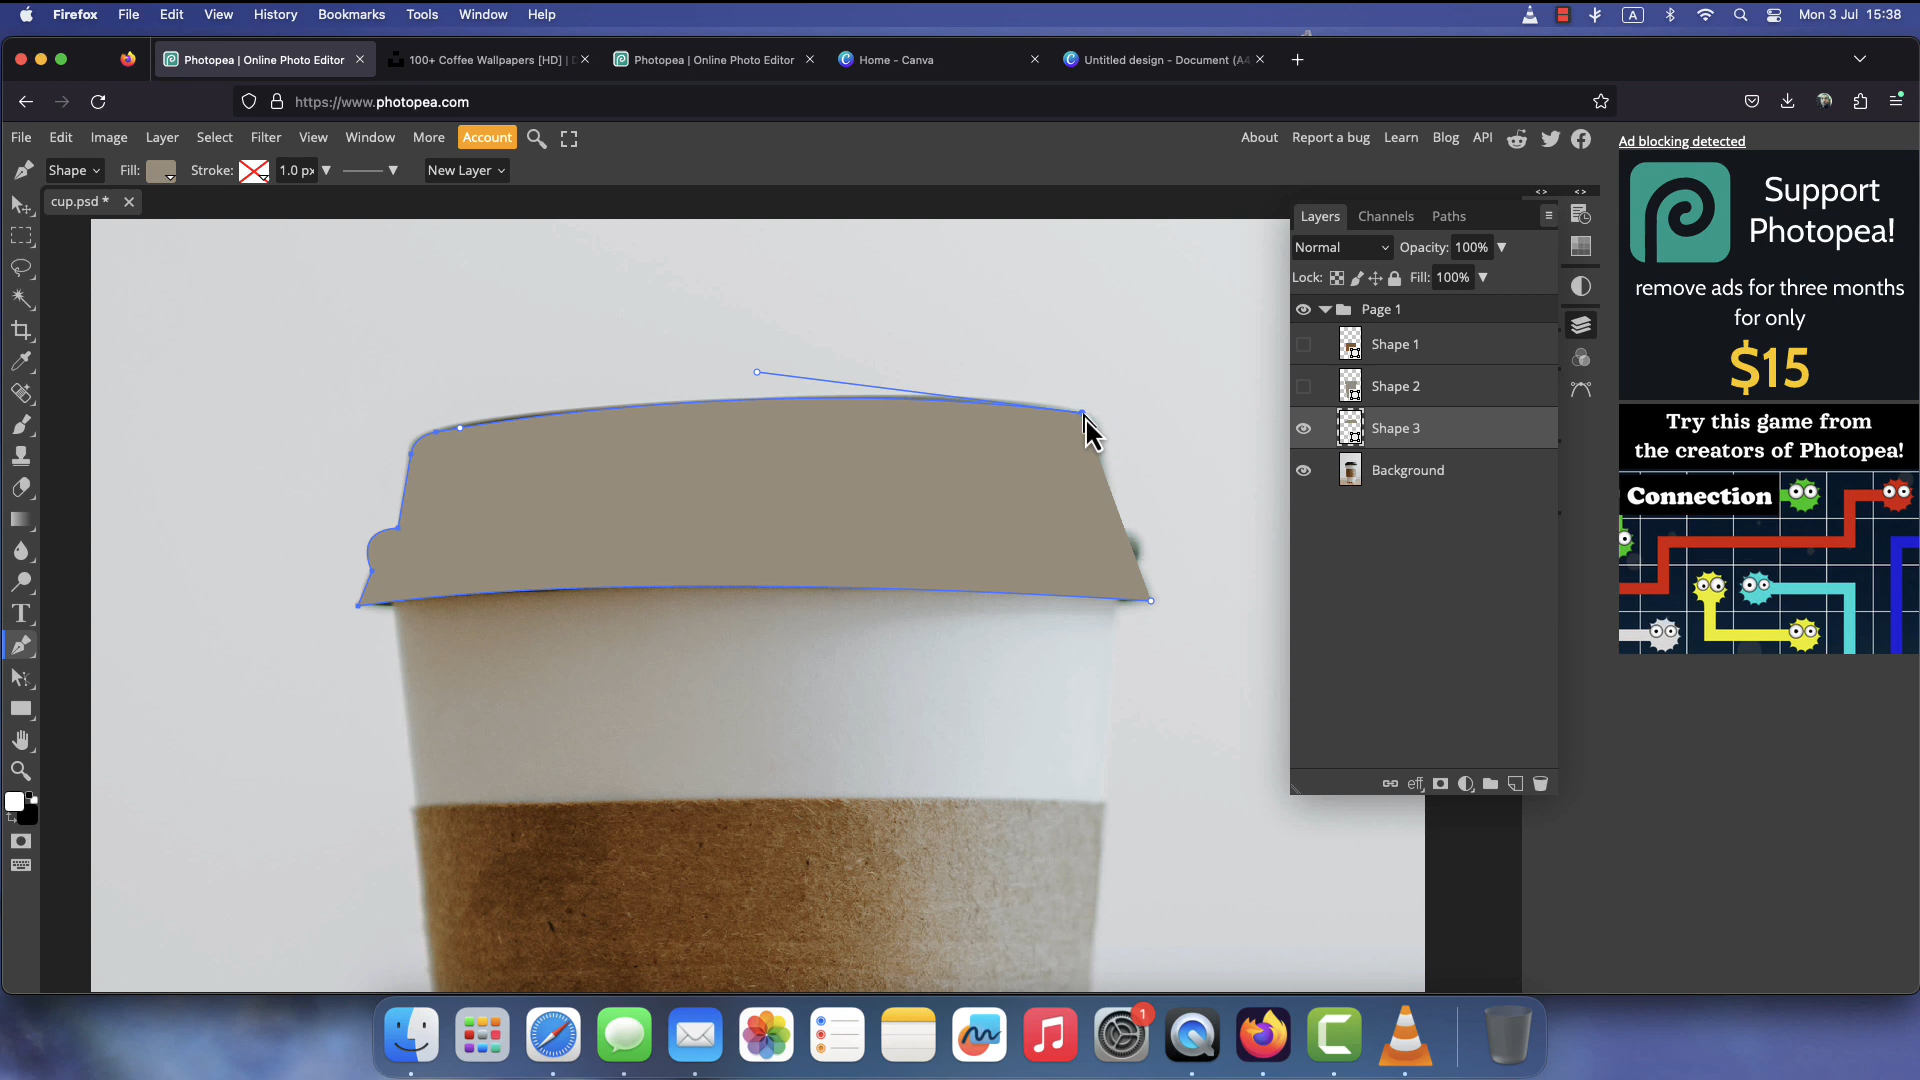 Firefox File Edit View History Bookmarks Tools Window Help A Mon 3 Jul 15:38
Photopea | Online Photo Editor 100+ Coffee Wallpapers [HD] | Photopea | Online Photo Editor Home - Canva Untitled design - Document (A4
https://www.photopea.com
File Edit Image Layer Select Filter View Window More Account About Report a bug Learn Blog API
Ad blocking detected
Shape Fill: Stroke: 1.0 px New Layer
cup.psd *
Support
Photopea!
remove ads for three months
for only
$15
Layers Channels Paths
Normal Opacity: 100%
Lock: Fill: 100%
Page 1
Shape 1
Shape 2
Shape 3
Background
Try this game from
the creators of Photopea!
Connection
eff
1